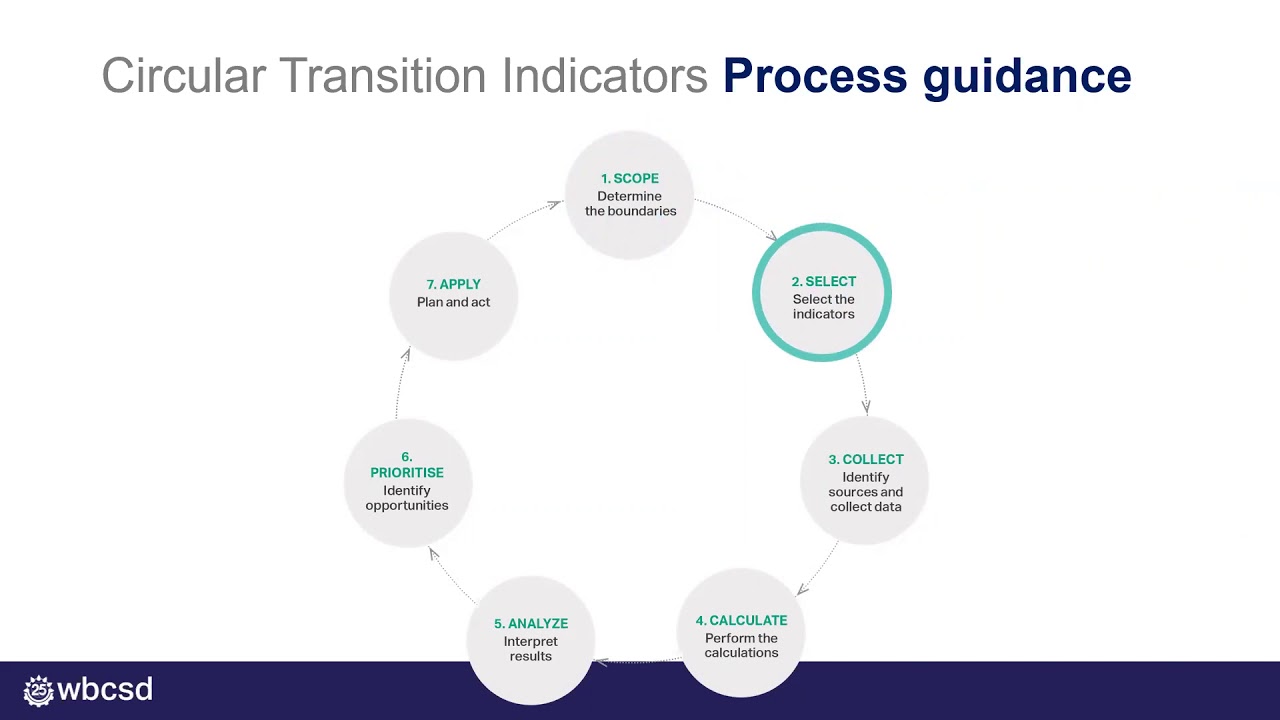 Circular Transition Indicators Process guidance
1. SCOPE
Determine
the boundaries
2. SELECT
Select the
indicators
3. COLLECT
Identify
sources and
collect data
4. CALCULATE
Perform the
calculations
5. ANALYZE
Interpret
results
6.
PRIORITISE
Identify
opportunities
7. APPLY
Plan and act
25 wbcsd